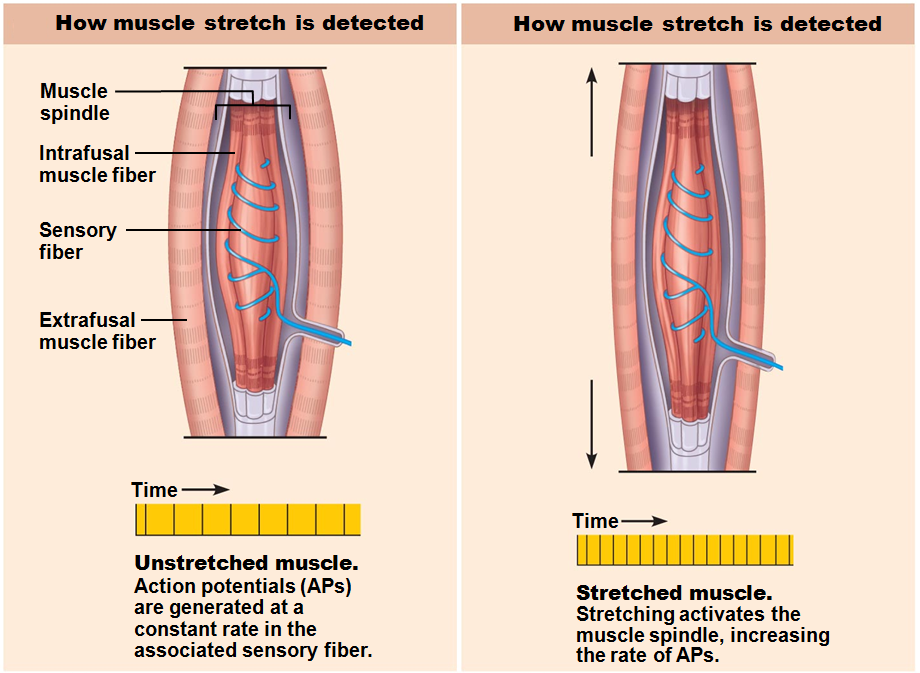 How muscle stretch is detected
Muscle
spindle
Intrafusal
muscle fiber
Sensory
fiber
Extrafusal
muscle fiber
Time
Unstretched muscle.
Action potentials (APs)
are generated at a
constant rate in the
associated sensory fiber.
How muscle stretch is detected
Time
Stretched muscle.
Stretching activates the
muscle spindle, increasing
the rate of APs.